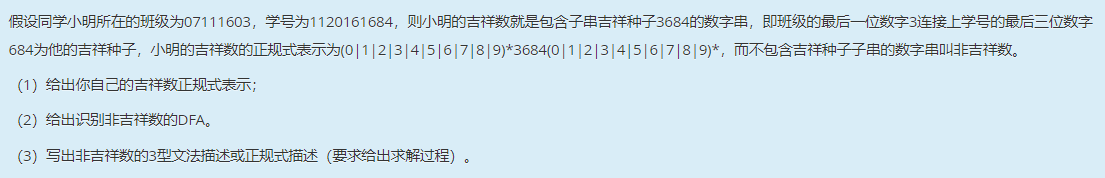 假设同学小明所在的班级为07111603，学号为1120161684，则小明的吉祥数就是包含子串吉祥种子3684的数字串，即班级的最后一位数字3连接上学号的最后三位数字
684为他的吉祥种子，小明的吉祥数的正规式表示为(0|1|2|3|4|5|6|7|8|9)*3684(0|1|2|3|4|5|6|7|8|9)*，而不包含吉祥种子子串的数字串叫非吉祥数。
（1）给出你自己的吉祥数正规式表示；
（2）给出识别非吉祥数的DFA。
（3）写出非吉祥数的3型文法描述或正规式描述（要求给出求解过程）。